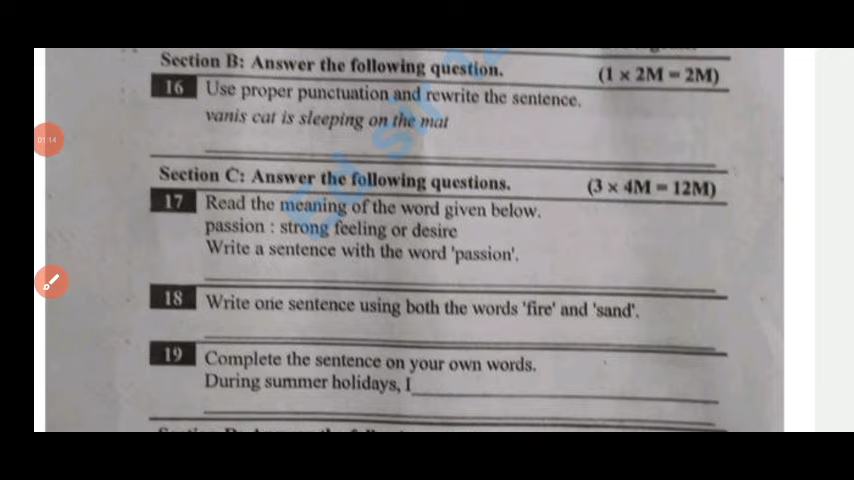 Section B: Answer the following question. (1 × 2M = 2M)
16 Use proper punctuation and rewrite the sentence.
vanis cat is sleeping on the mat
01:14
Section C: Answer the following questions. (3 × 4M = 12M)
17 Read the meaning of the word given below.
passion : strong feeling or desire
Write a sentence with the word 'passion'.
18 Write one sentence using both the words 'fire' and 'sand'.
19 Complete the sentence on your own words.
During summer holidays, I